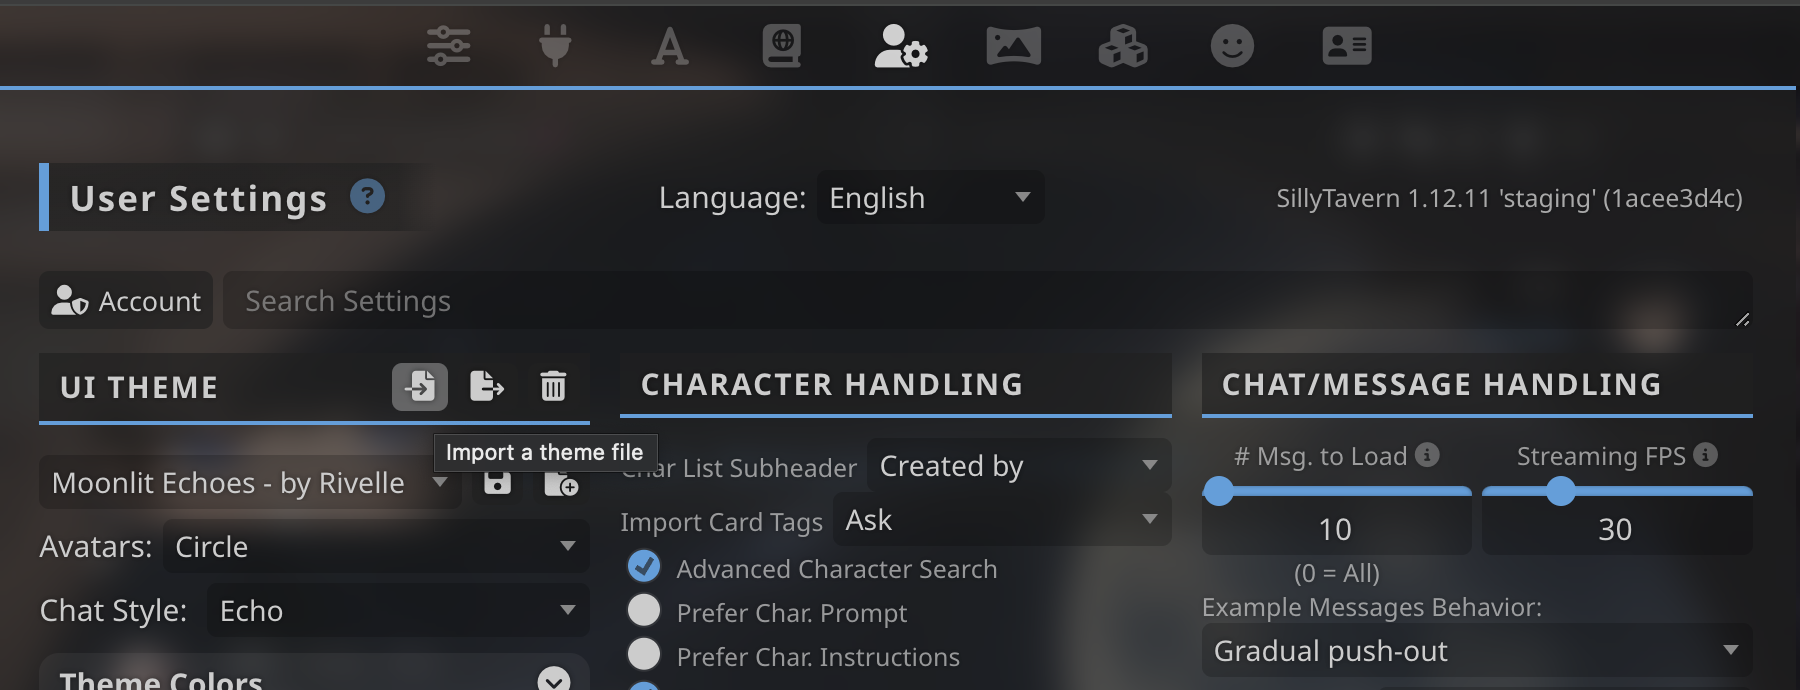 User Settings ?
Language: English
SillyTavern 1.12.11 'staging' (1acee3d4c)
Account
Search Settings
UI THEME
Import a theme file
Moonlit Echoes - by Rivelle
Avatars: Circle
Chat Style: Echo
Theme Colors
CHARACTER HANDLING
Char List Subheader Created by
Import Card Tags Ask
Advanced Character Search
Prefer Char. Prompt
Prefer Char. Instructions
CHAT/MESSAGE HANDLING
# Msg. to Load
10
(0 = All)
Streaming FPS
30
Example Messages Behavior:
Gradual push-out